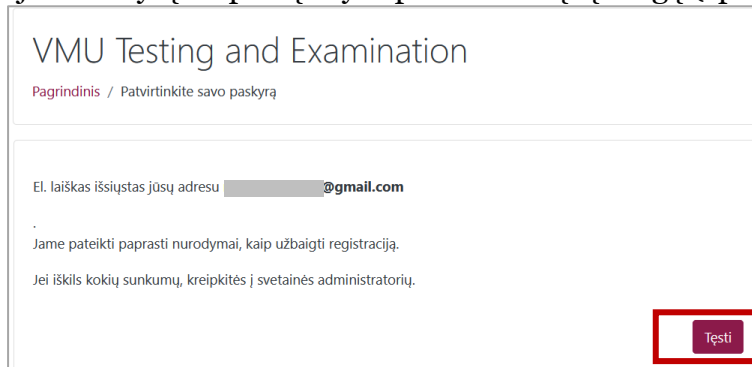 VMU Testing and Examination
Pagrindinis / Patvirtinkite savo paskyrą
El. laiškas išsiųstas jūsų adresu @gmail.com
.
Jame pateikti paprasti nurodymai, kaip užbaigti registraciją.
Jei iškils kokių sunkumų, kreipkitės į svetainės administratorių.
Tęsti